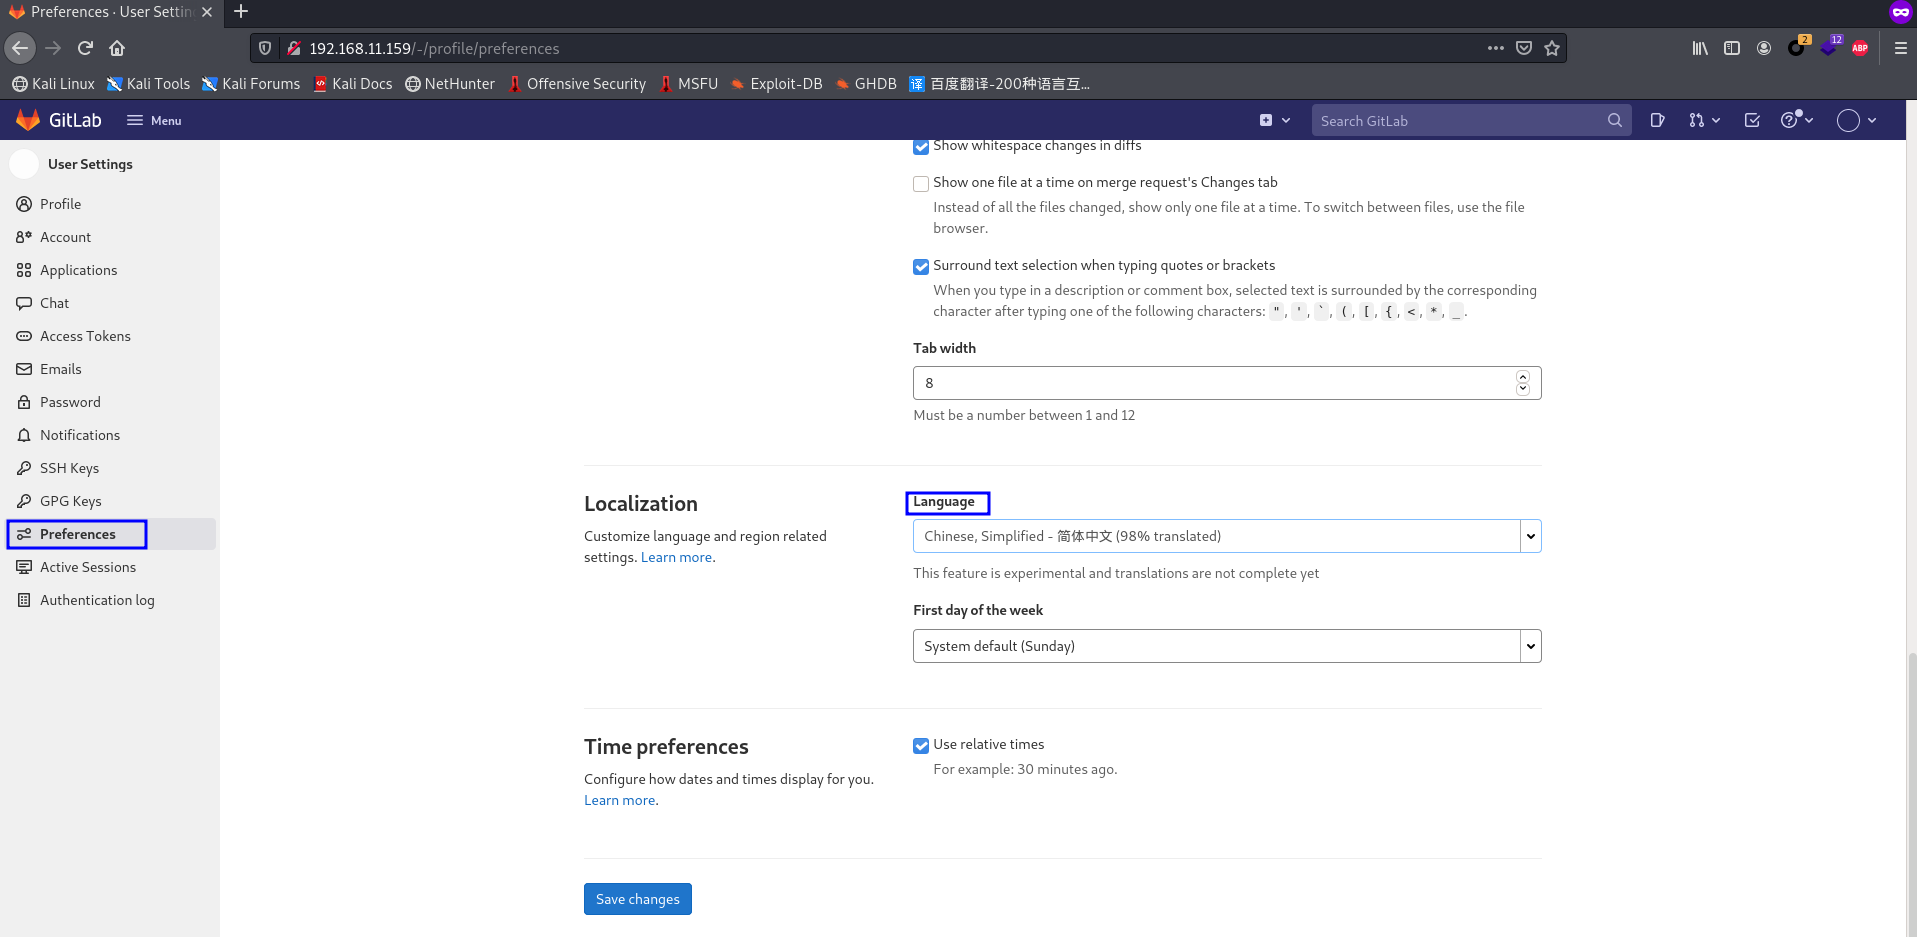 Preferences · User Settin
192.168.11.159/-/profile/preferences
2
12
ABP
Kali Linux
Kali Tools
Kali Forums
Kali Docs
NetHunter
Offensive Security
MSFU
Exploit-DB
GHDB
译 百度翻译-200种语言互...
GitLab
Menu
Search GitLab
User Settings
Profile
Account
Applications
Chat
Access Tokens
Emails
Password
Notifications
SSH Keys
GPG Keys
Preferences
Active Sessions
Authentication log
Show whitespace changes in diffs
Show one file at a time on merge request's Changes tab
Instead of all the files changed, show only one file at a time. To switch between files, use the file
browser.
Surround text selection when typing quotes or brackets
When you type in a description or comment box, selected text is surrounded by the corresponding
character after typing one of the following characters: ", ', `, (, [, {, <, *, _.
Tab width
8
Must be a number between 1 and 12
Localization
Customize language and region related
settings. Learn more.
Language
Chinese, Simplified - 简体中文 (98% translated)
This feature is experimental and translations are not complete yet
First day of the week
System default (Sunday)
Time preferences
Configure how dates and times display for you.
Learn more.
Use relative times
For example: 30 minutes ago.
Save changes